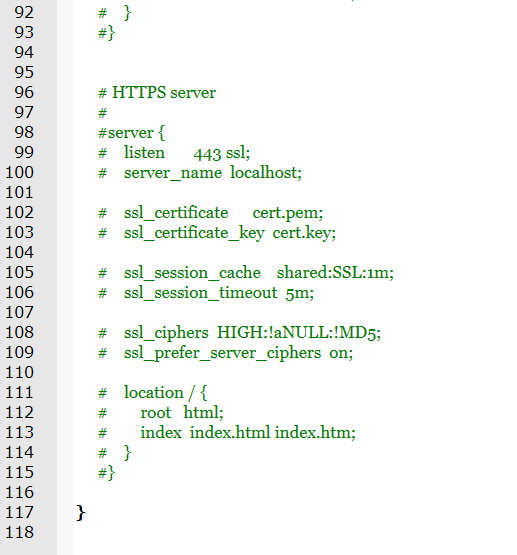 92 #    }
93 #}
94
95
96 # HTTPS server
97 #
98 #server {
99 #    listen       443 ssl;
100 #    server_name  localhost;
101
102 #    ssl_certificate      cert.pem;
103 #    ssl_certificate_key  cert.key;
104
105 #    ssl_session_cache    shared:SSL:1m;
106 #    ssl_session_timeout  5m;
107
108 #    ssl_ciphers  HIGH:!aNULL:!MD5;
109 #    ssl_prefer_server_ciphers  on;
110
111 #    location / {
112 #        root   html;
113 #        index  index.html index.htm;
114 #    }
115 #}
116
117 }
118